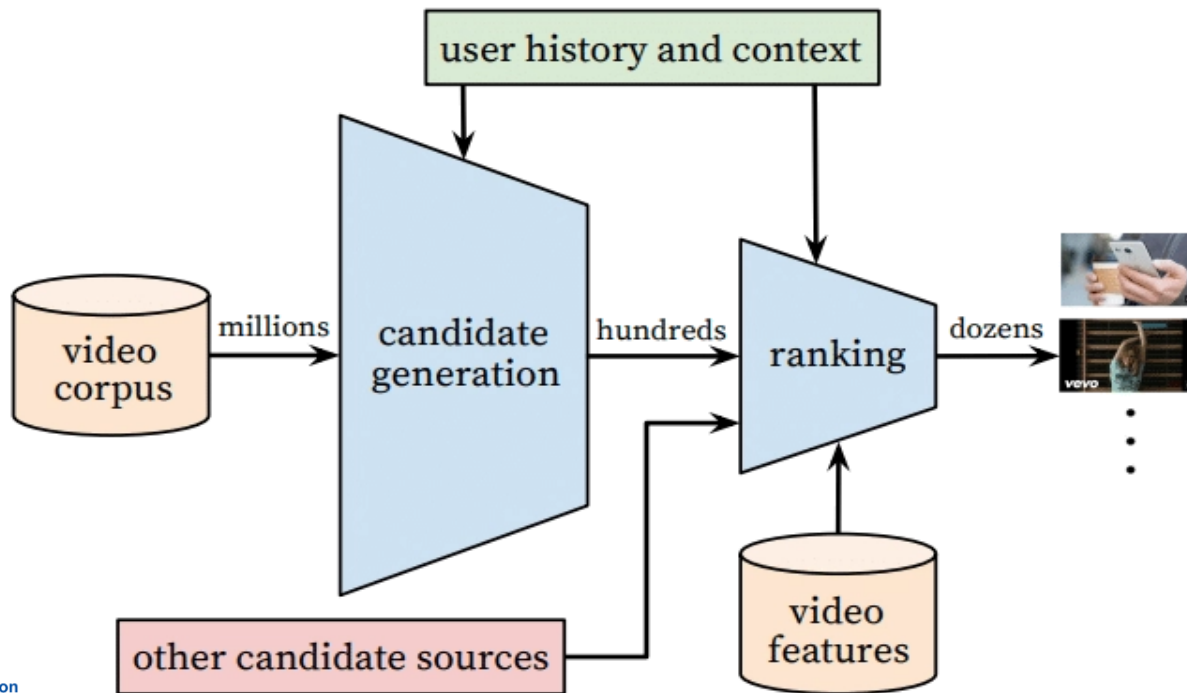 user history and context
millions
video
corpus
candidate
generation
hundreds
ranking
dozens
vevo
other candidate sources
video
features
on